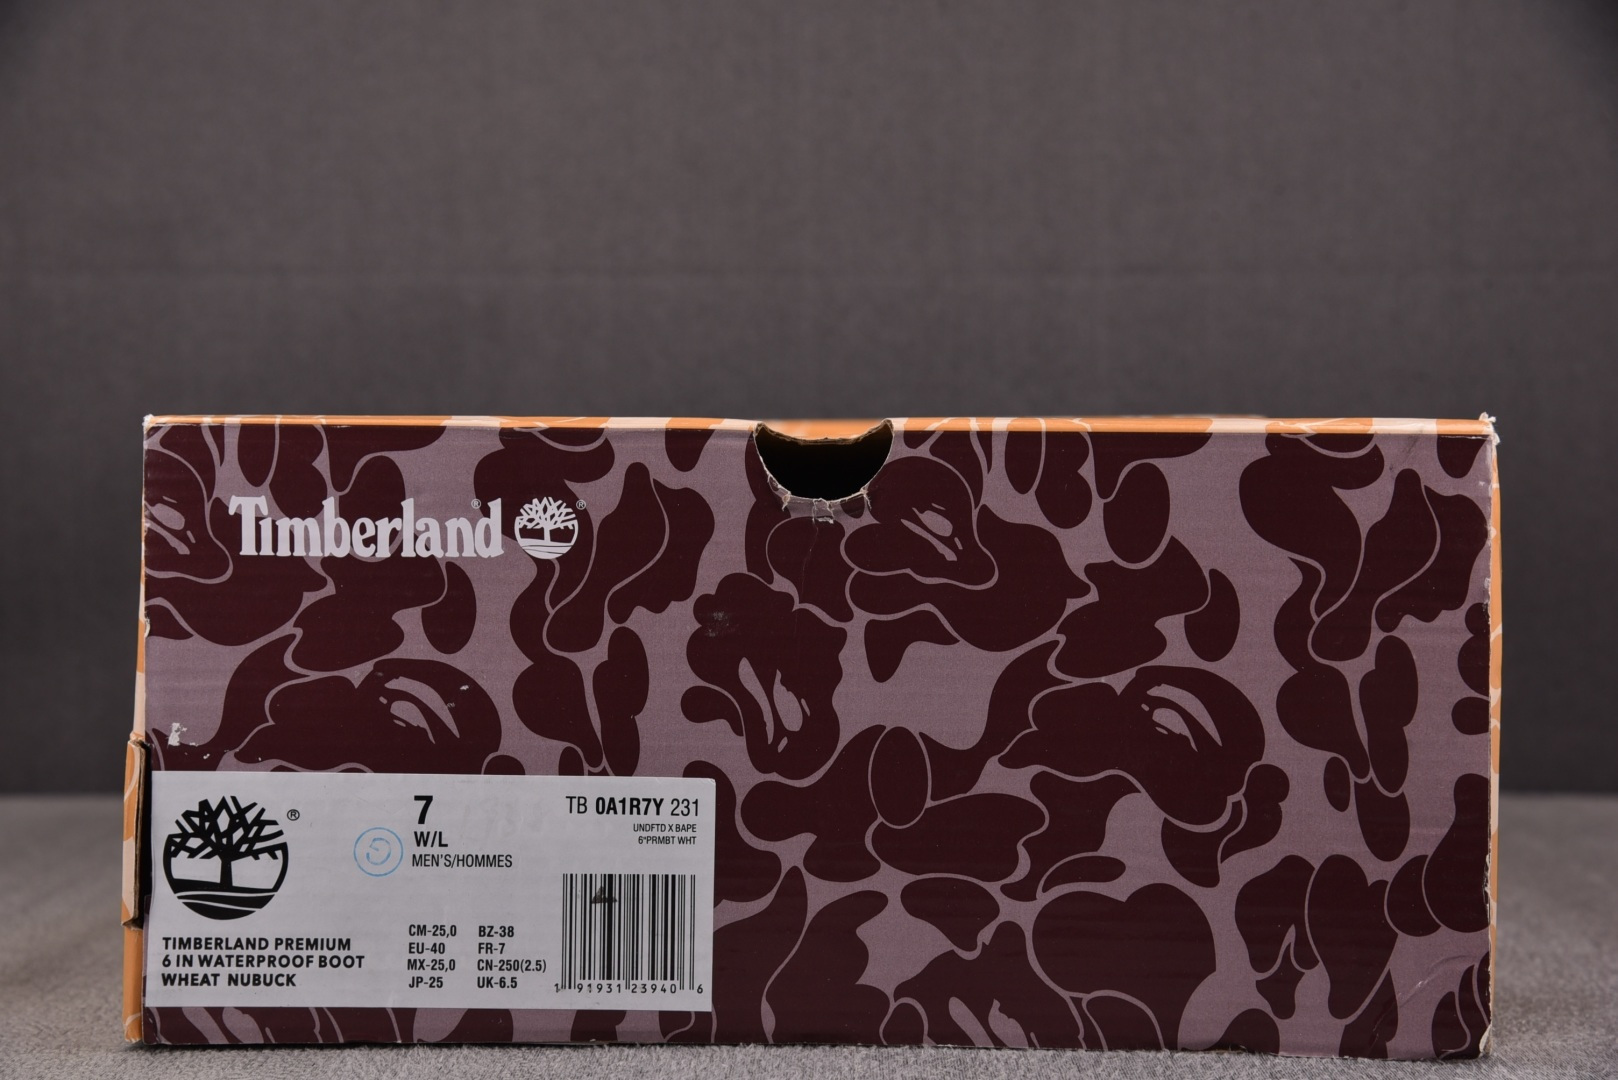 Timberland® ®
®
7
W/L
MEN'S/HOMMES
TB 0A1R7Y 231
UNDFTD X BAPE
6"PRMBT WHT
TIMBERLAND PREMIUM
6 IN WATERPROOF BOOT
WHEAT NUBUCK
CM-25,0 BZ-38
EU-40 FR-7
MX-25,0 CN-250(2.5)
JP-25 UK-6.5
1 91931 23940 6